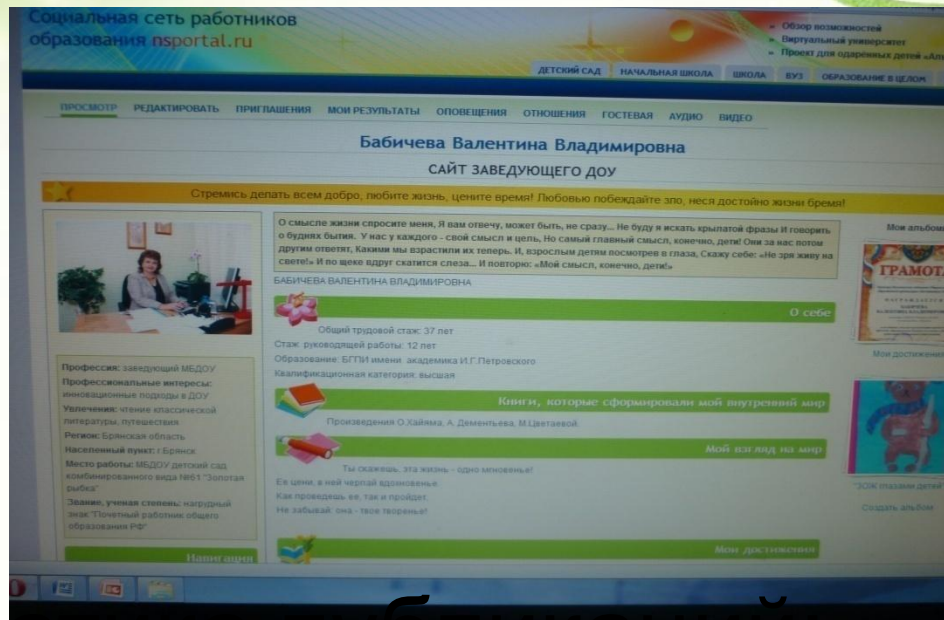 Социальная сеть работников
образования nsportal.ru
» Обзор возможностей
» Виртуальный университет
» Проект для одарённых детей
ДЕТСКИЙ САД НАЧАЛЬНАЯ ШКОЛА ШКОЛА ВУЗ ОБРАЗОВАНИЕ В ЦЕЛОМ
ПРОСМОТР РЕДАКТИРОВАТЬ ПРИГЛАШЕНИЯ МОИ РЕЗУЛЬТАТЫ ОПОВЕЩЕНИЯ ОТНОШЕНИЯ ГОСТЕВАЯ АУДИО ВИДЕО
Бабичева Валентина Владимировна
САЙТ ЗАВЕДУЮЩЕГО ДОУ
Стремись делать всем добро, любите жизнь, цените время! Любовью побеждайте зло, неся достойно жизни бремя!
О смысле жизни спросите меня, Я вам отвечу, может быть, не сразу... Не буду я искать крылатой фразы И говорить
о буднях бытия. У нас у каждого - свой смысл и цель, Но самый главный смысл, конечно, дети! Они за нас потом
другим ответят, Какими мы взрастили их теперь. И, взрослым детям посмотрев в глаза, Скажу себе: «Не зря живу на
свете!» И по щеке вдруг скатится слеза... И повторю: «Мой смысл, конечно, дети!»
БАБИЧЕВА ВАЛЕНТИНА ВЛАДИМИРОВНА
О себе
Общий трудовой стаж: 37 лет
Стаж руководящей работы: 12 лет
Образование: БГПИ имени академика И.Г.Петровского
Квалификационная категория: высшая
Книги, которые сформировали мой внутренний мир
Произведения О.Хайяма, А. Дементьева, М.Цветаевой.
Мой взгляд на мир
Ты скажешь, эта жизнь - одно мгновенье!
Ее цени, в ней черпай вдохновенье.
Как проведешь ее, так и пройдет.
Не забывай: она - твое творенье!
Мои достижения
Профессия: заведующий МБДОУ
Профессиональные интересы:
инновационные подходы в ДОУ
Увлечения: чтение классической
литературы, путешествия
Регион: Брянская область
Населенный пункт: г.Брянск
Место работы: МБДОУ детский сад
комбинированного вида №61 "Золотая
рыбка"
Звание, ученая степень: нагрудный
знак "Почетный работник общего
образования РФ"
Навигация
Мои альбомы
ГРАМОТА
Мои достижения
"ЗОЖ глазами детей"
Создать альбом